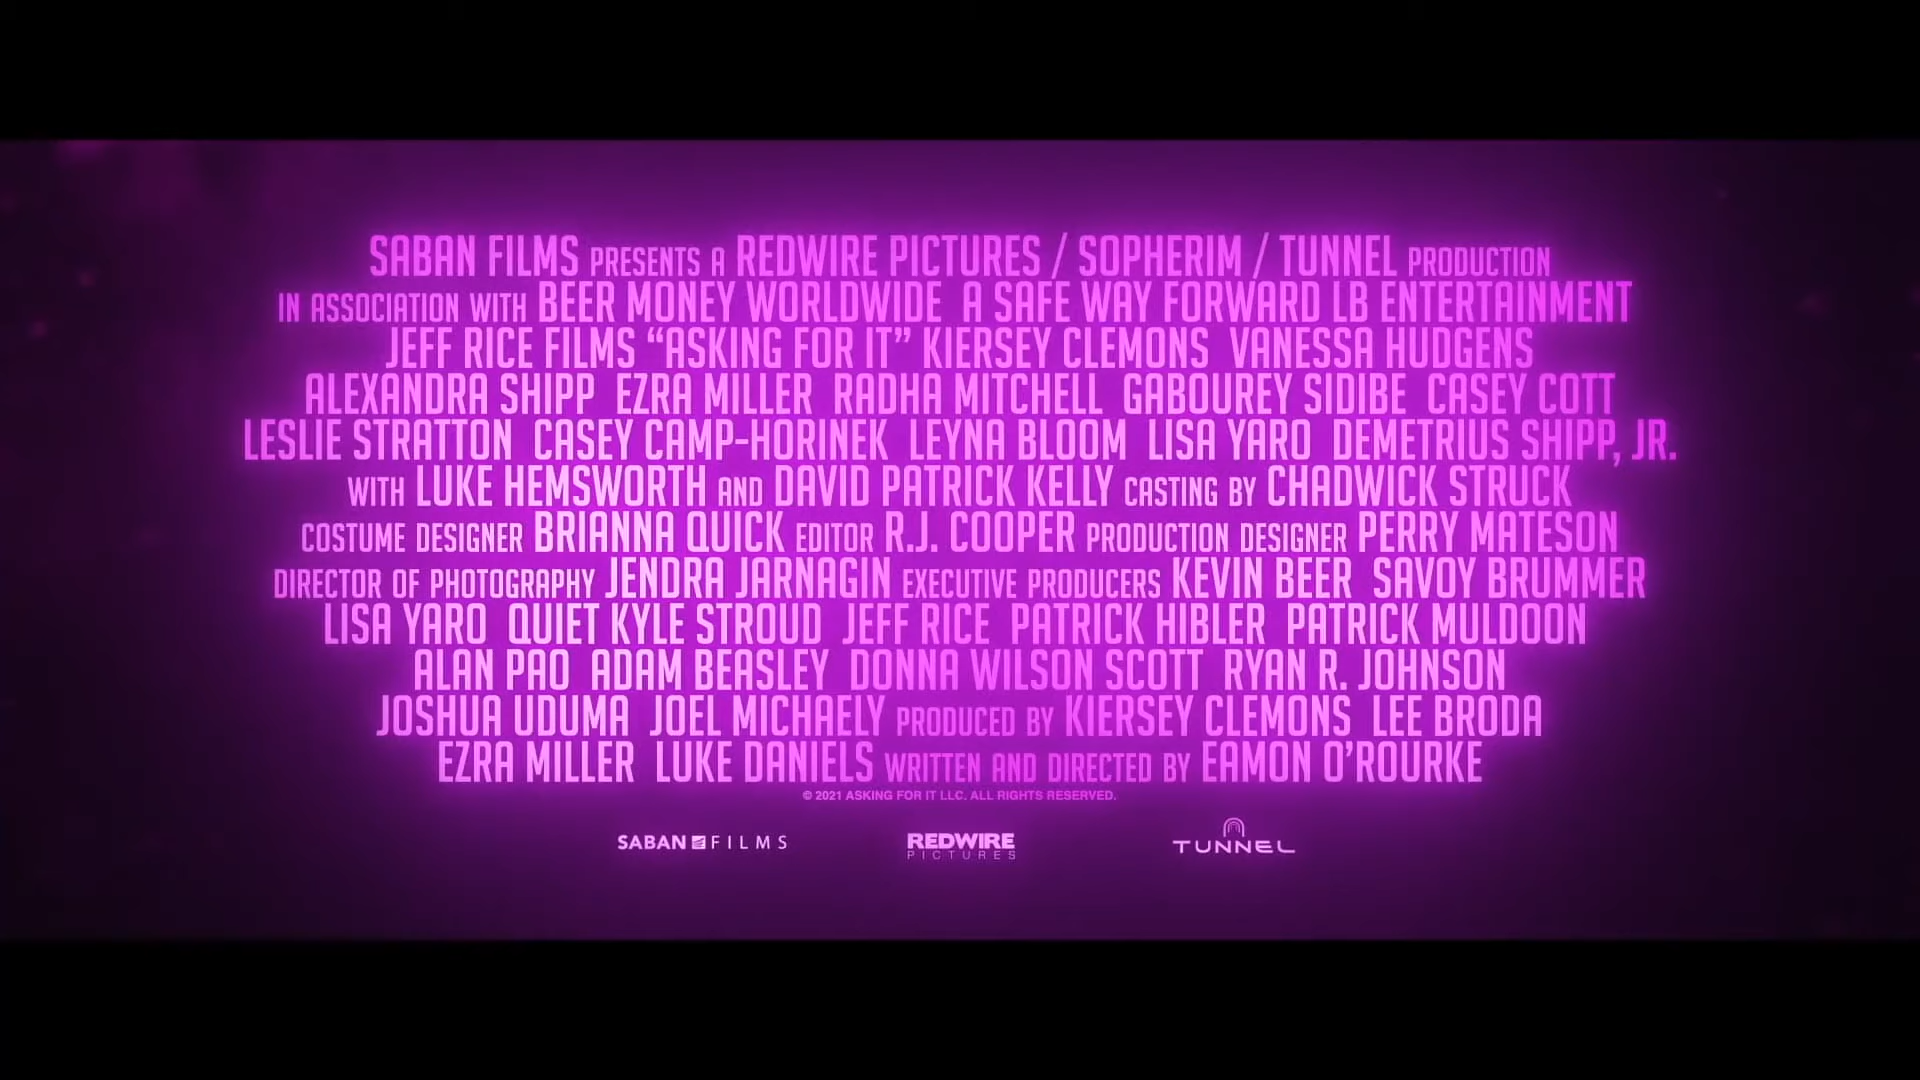 SABAN FILMS PRESENTS A REDWIRE PICTURES / SOPHERIM / TUNNEL PRODUCTION
IN ASSOCIATION WITH BEER MONEY WORLDWIDE A SAFE WAY FORWARD LB ENTERTAINMENT
JEFF RICE FILMS “ASKING FOR IT” KIERSEY CLEMONS VANESSA HUDGENS
ALEXANDRA SHIPP EZRA MILLER RADHA MITCHELL GABOUREY SIDIBE CASEY COTT
LESLIE STRATTON CASEY CAMP-HORINEK LEYNA BLOOM LISA YARO DEMETRIUS SHIPP, JR.
WITH LUKE HEMSWORTH AND DAVID PATRICK KELLY CASTING BY CHADWICK STRUCK
COSTUME DESIGNER BRIANNA QUICK EDITOR R.J. COOPER PRODUCTION DESIGNER PERRY MATESON
DIRECTOR OF PHOTOGRAPHY JENDRA JARNAGIN EXECUTIVE PRODUCERS KEVIN BEER SAVOY BRUMMER
LISA YARO QUIET KYLE STROUD JEFF RICE PATRICK HIBLER PATRICK MULDOON
ALAN PAO ADAM BEASLEY DONNA WILSON SCOTT RYAN R. JOHNSON
JOSHUA UDUMA JOEL MICHAELY PRODUCED BY KIERSEY CLEMONS LEE BRODA
EZRA MILLER LUKE DANIELS WRITTEN AND DIRECTED BY EAMON O’ROURKE
© 2021 ASKING FOR IT LLC. ALL RIGHTS RESERVED.
SABAN FILMS
REDWIRE
PICTURES
TUNNEL